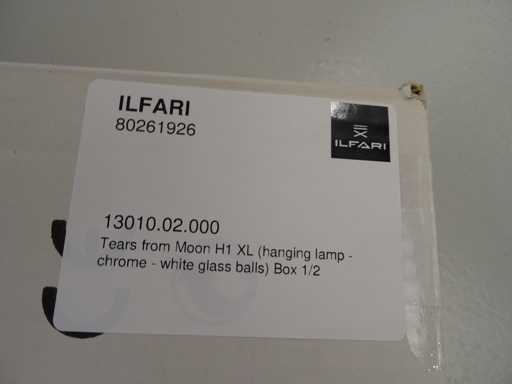 ILFARI
80261926
ILFARI
13010.02.000
Tears from Moon H1 XL (hanging lamp -
chrome - white glass balls) Box 1/2